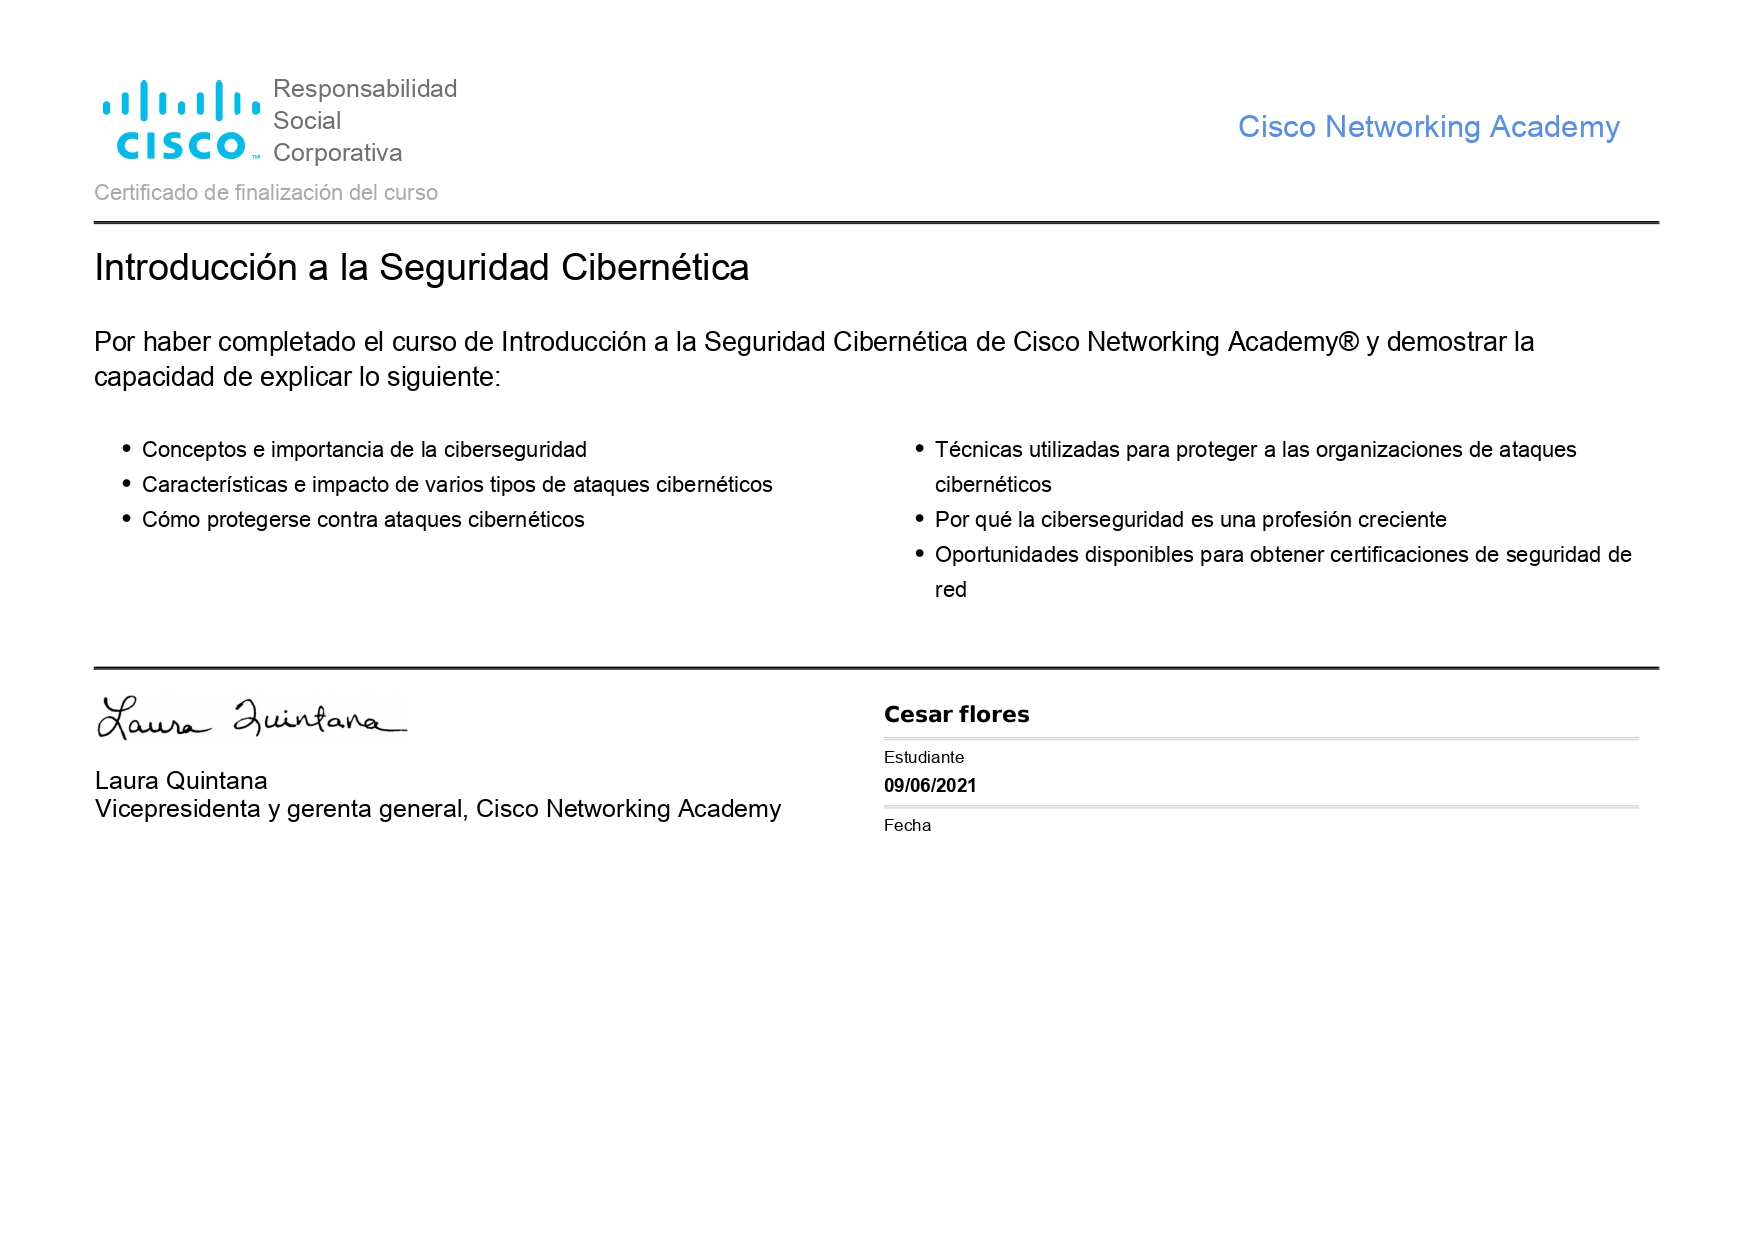 CISCO™
Responsabilidad
Social
Corporativa
Cisco Networking Academy
Certificado de finalización del curso
Introducción a la Seguridad Cibernética
Por haber completado el curso de Introducción a la Seguridad Cibernética de Cisco Networking Academy® y demostrar la
capacidad de explicar lo siguiente:
• Conceptos e importancia de la ciberseguridad
• Características e impacto de varios tipos de ataques cibernéticos
• Cómo protegerse contra ataques cibernéticos
• Técnicas utilizadas para proteger a las organizaciones de ataques
cibernéticos
• Por qué la ciberseguridad es una profesión creciente
• Oportunidades disponibles para obtener certificaciones de seguridad de
red
Laura Quintana
Laura Quintana
Vicepresidenta y gerenta general, Cisco Networking Academy
Cesar flores
Estudiante
09/06/2021
Fecha